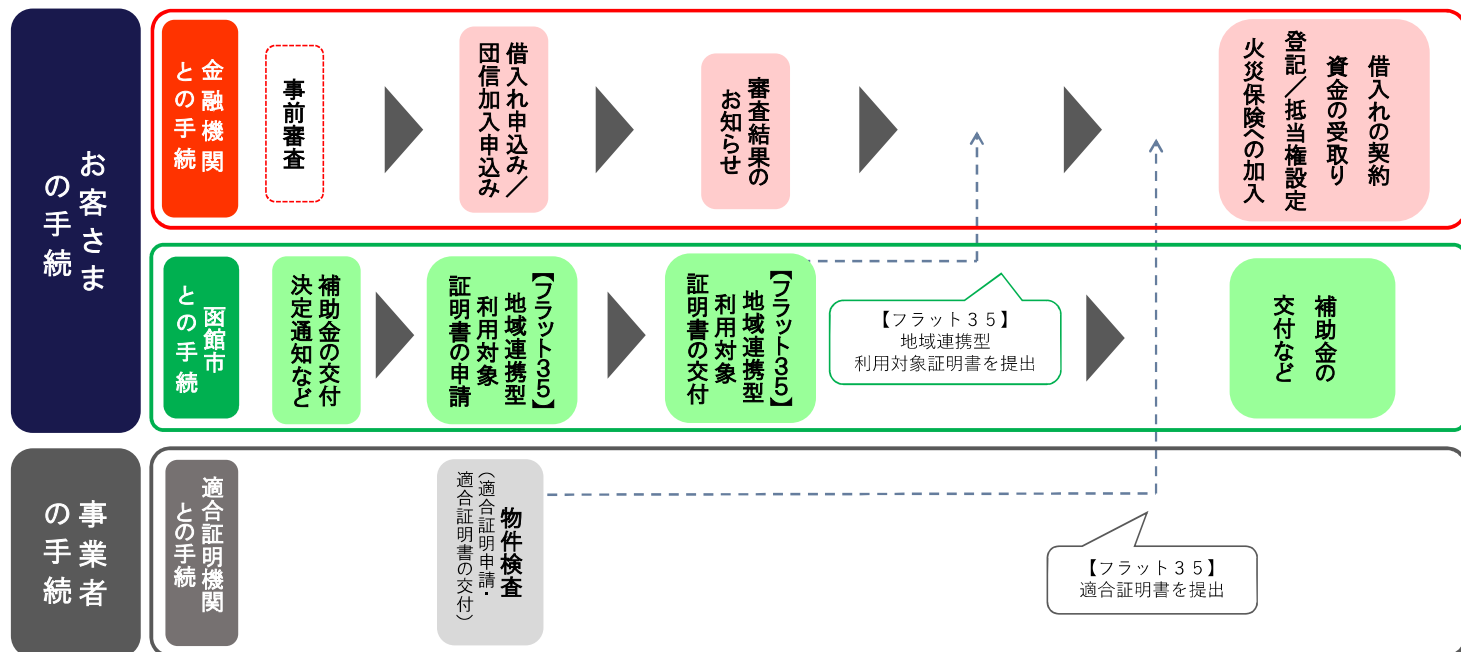 お客さま
の手続
金融機関
との手続
事前審査
借入れ申込み／
団信加入申込み
審査結果の
お知らせ
借入れの契約
資金の受取り
登記／抵当権設定
火災保険への加入
函館市
との手続
補助金の交付
決定通知など
【フラット３５】
地域連携型
利用対象
証明書の申請
【フラット３５】
地域連携型
利用対象
証明書の交付
【フラット３５】
地域連携型
利用対象証明書を提出
補助金の
交付など
事業者
の手続
適合証明機関
との手続
物件検査
（適合証明申請・
適合証明書の交付）
【フラット３５】
適合証明書を提出